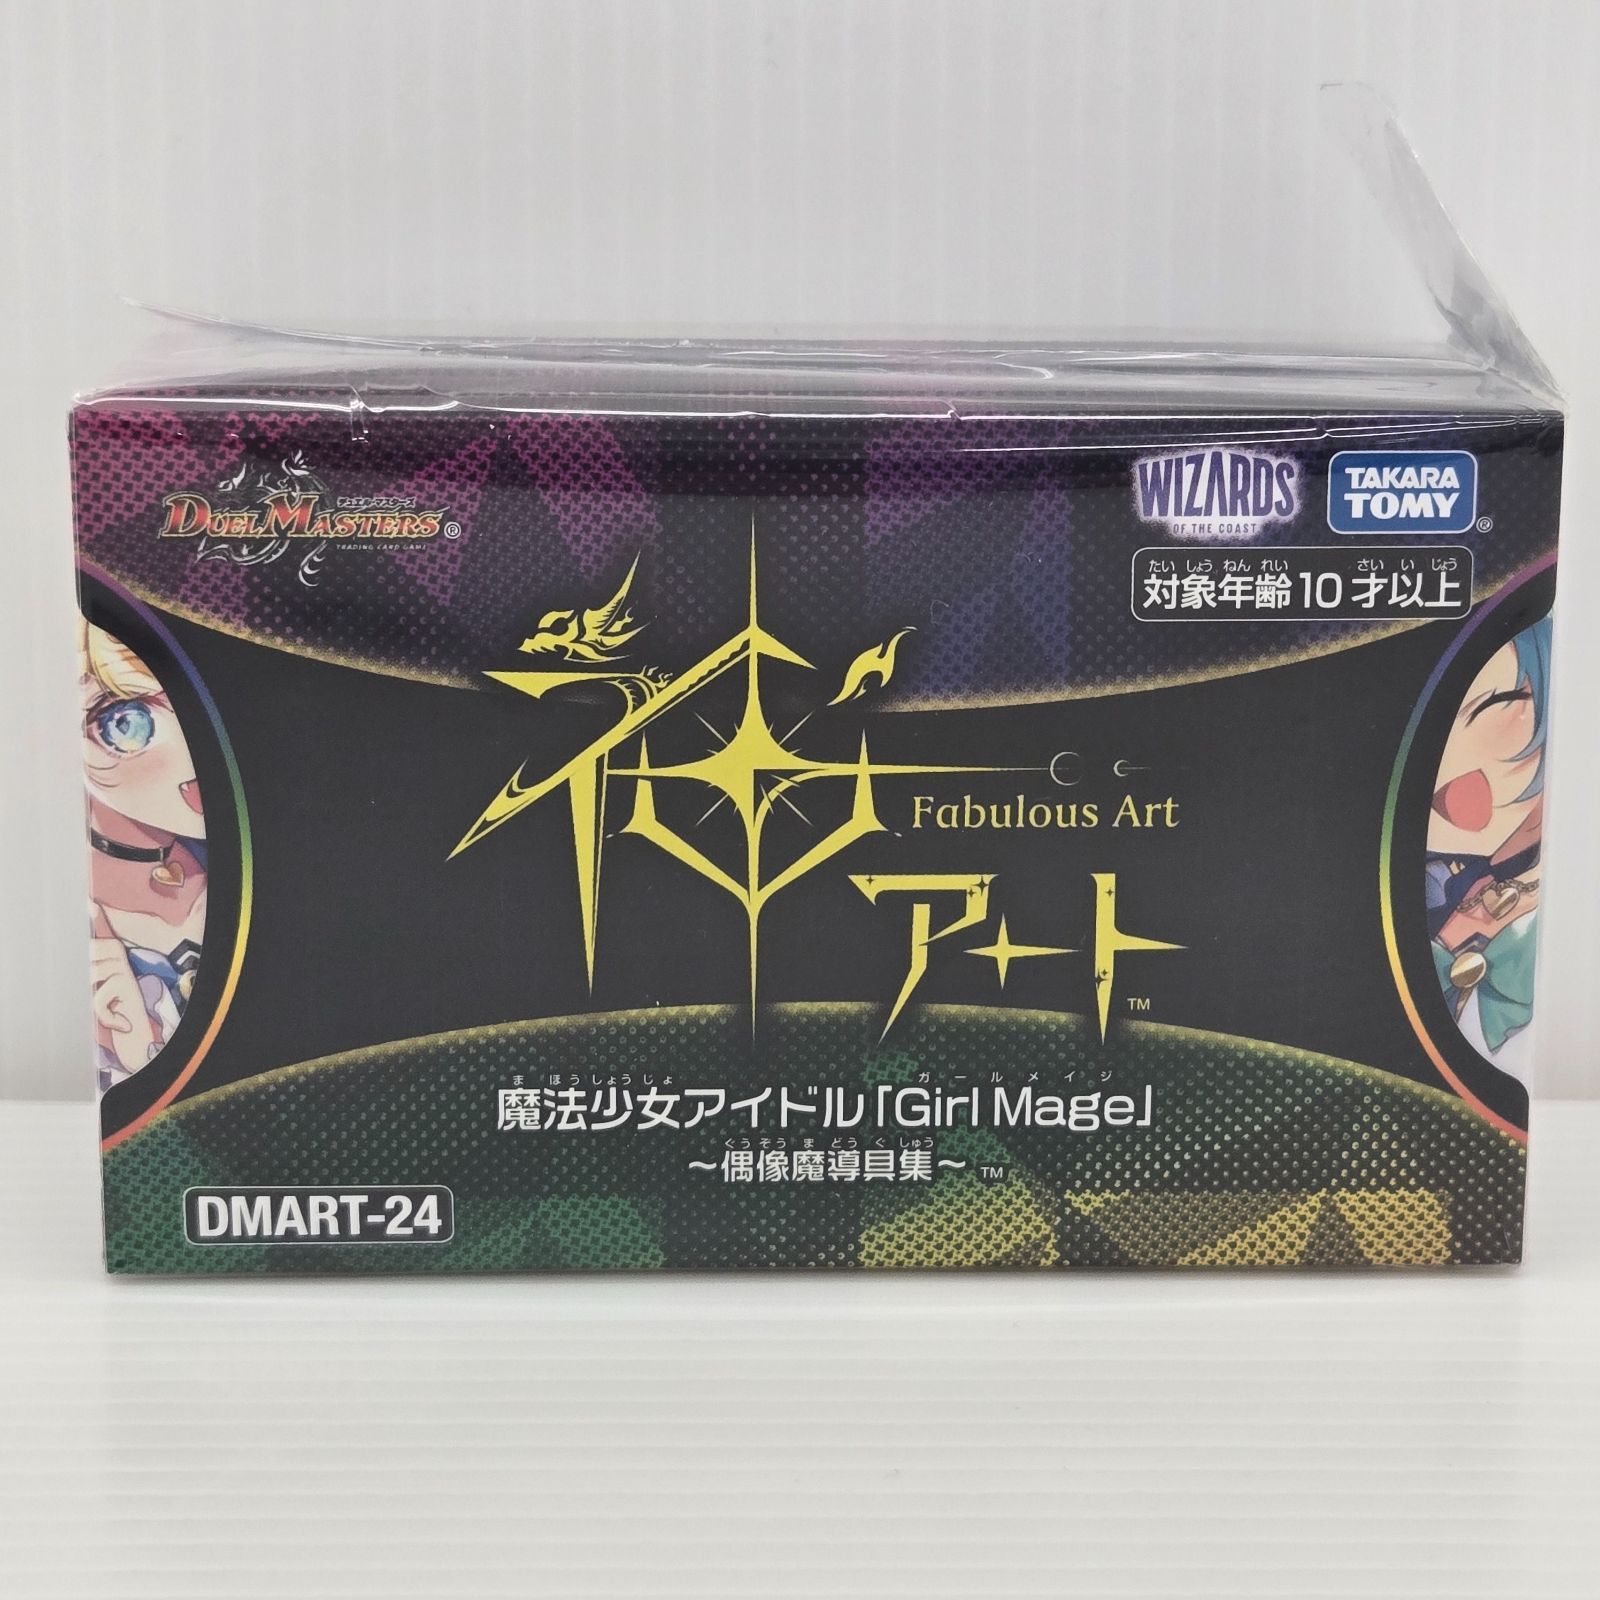 デュエル・マスターズ
DUEL MASTERS®
TRADING CARD GAME
WIZARDS
OF THE COAST
TAKARA
TOMY®
たいしょうねんれい さいいじょう
対象年齢10才以上
神
Fabulous Art
アート™
まほうしょうじょ ガールメイジ
魔法少女アイドル「Girl Mage」
ぐうぞうまどうぐしゅう
～偶像魔導具集～™
DMART-24